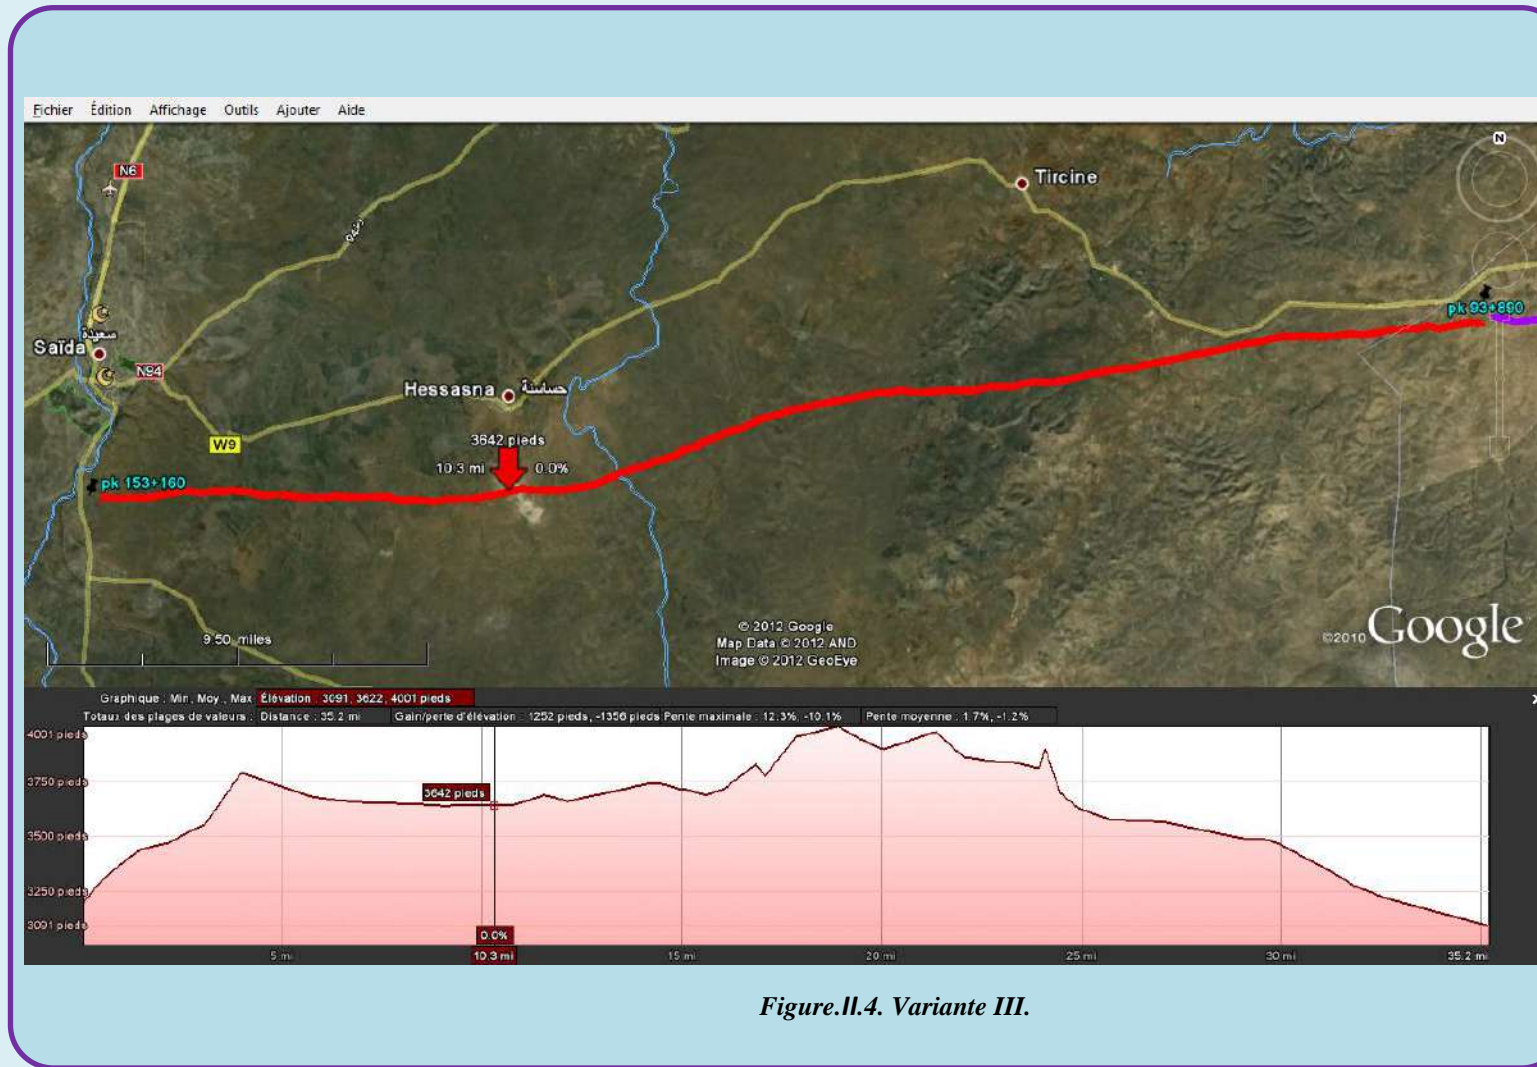 Fichier Édition Affichage Outils Ajouter Aide
N
N6
Tircine
pk 93+890
سعيدة
Saïda
N94
Hessasna حساسنة
W9
3642 pieds
10.3 mi 0.0%
pk 153+160
9.50 miles
© 2012 Google
Map Data © 2012 AND
Image © 2012 GeoEye
©2010 Google
Graphique : Min, Moy., Max Élévation : 3091, 3622, 4001 pieds
Totaux des plages de valeurs : Distance : 35.2 mi Gain/perte d'élévation : 1252 pieds, -1356 pieds Pente maximale : 12.3%, -10.1% Pente moyenne : 1.7%, -1.2%
4001 pieds
3750 pieds
3642 pieds
3500 pieds
3250 pieds
3091 pieds
0.0%
5 mi 10.3 mi 15 mi 20 mi 25 mi 30 mi 35.2 mi
Figure.II.4. Variante III.